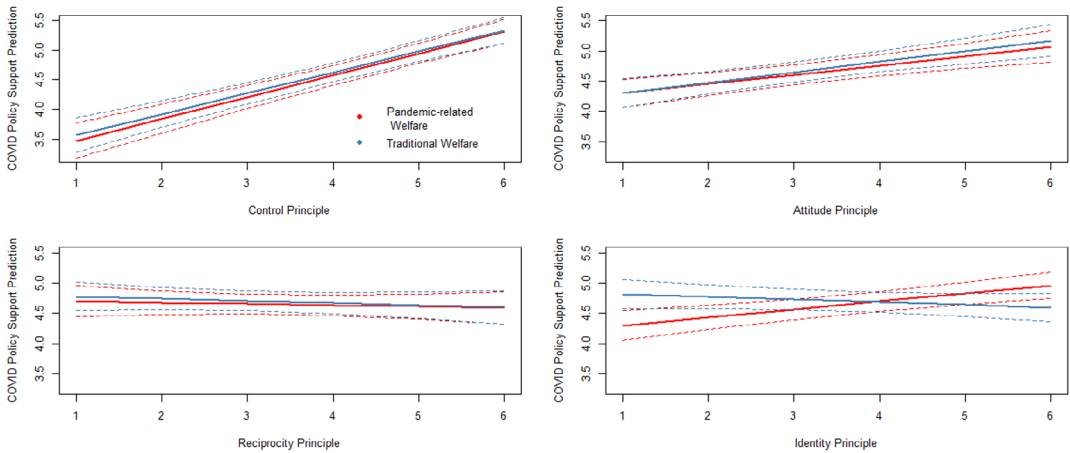 COVID Policy Support Prediction
5.5
5.0
4.5
4.0
3.5
Pandemic-related
Welfare
Traditional Welfare
1 2 3 4 5 6
Control Principle
COVID Policy Support Prediction
5.5
5.0
4.5
4.0
3.5
1 2 3 4 5 6
Attitude Principle
COVID Policy Support Prediction
5.5
5.0
4.5
4.0
3.5
1 2 3 4 5 6
Reciprocity Principle
COVID Policy Support Prediction
5.5
5.0
4.5
4.0
3.5
1 2 3 4 5 6
Identity Principle